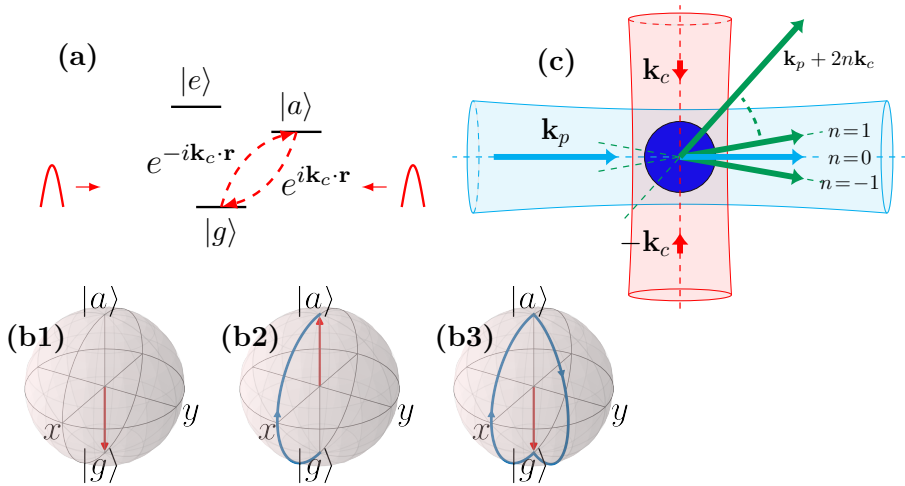 (a)
|e⟩
|a⟩
e^{-i𝐤_c·𝐫}
e^{i𝐤_c·𝐫}
|g⟩
(c)
𝐤_c
𝐤_p + 2n𝐤_c
𝐤_p
n=1
n=0
n=−1
−𝐤_c
(b1)
|a⟩
x
y
|g⟩
(b2)
|a⟩
x
y
|g⟩
(b3)
|a⟩
x
y
|g⟩